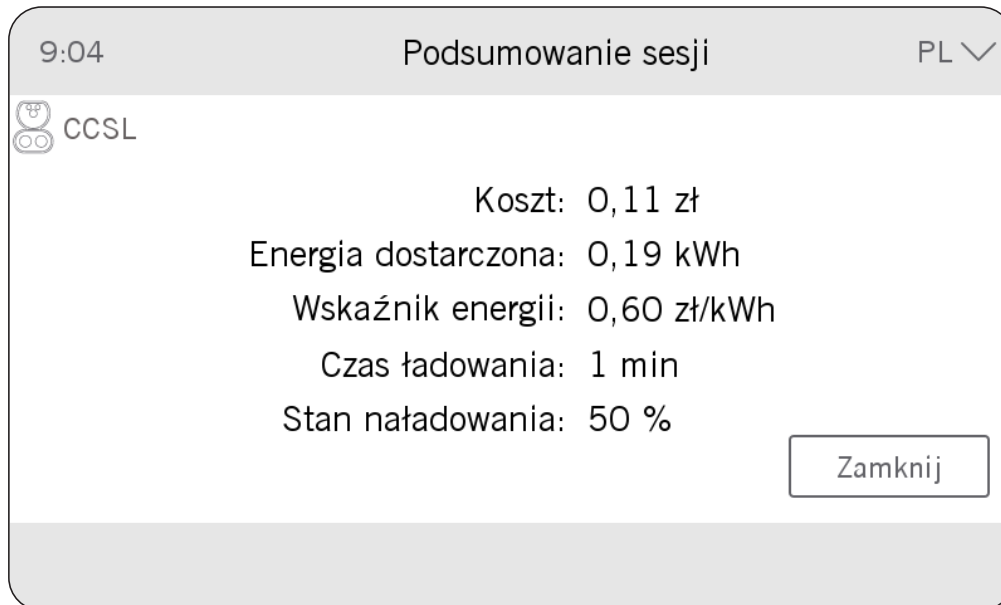 9:04 Podsumowanie sesji PL
CCSL
Koszt: 0,11 zł
Energia dostarczona: 0,19 kWh
Wskaźnik energii: 0,60 zł/kWh
Czas ładowania: 1 min
Stan naładowania: 50 %
Zamknij